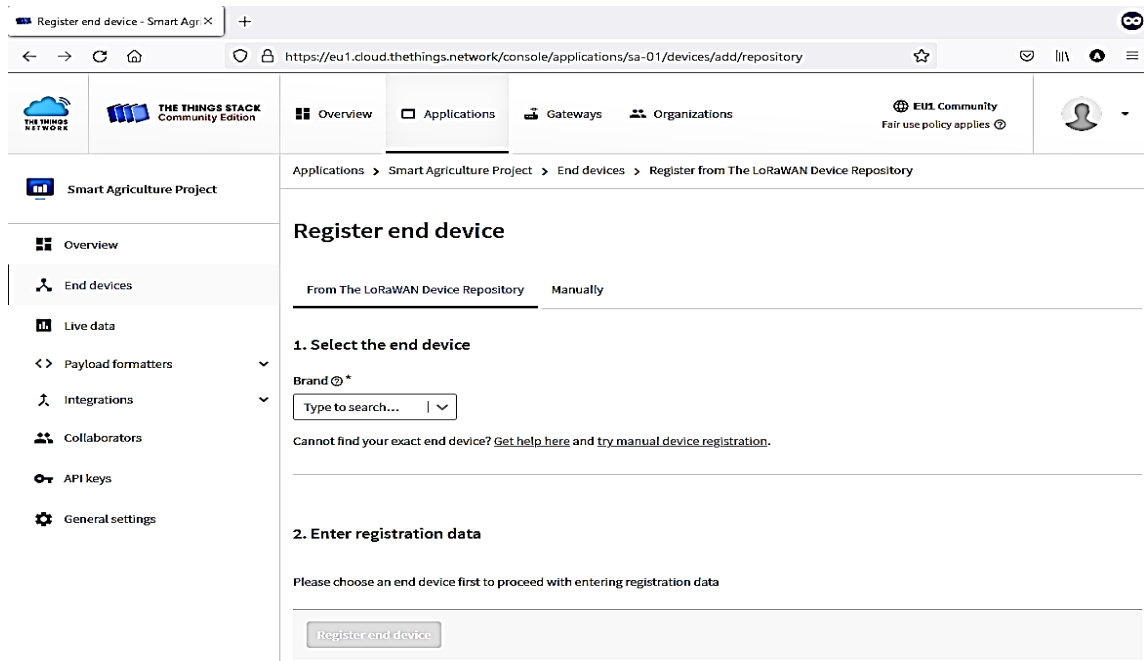 Register end device - Smart Agri
https://eu1.cloud.thethings.network/console/applications/sa-01/devices/add/repository
THE THINGS NETWORK
THE THINGS STACK
Community Edition
Overview
Applications
Gateways
Organizations
EU1 Community
Fair use policy applies
Smart Agriculture Project
Overview
End devices
Live data
Payload formatters
Integrations
Collaborators
API keys
General settings
Applications > Smart Agriculture Project > End devices > Register from The LoRaWAN Device Repository
Register end device
From The LoRaWAN Device Repository
Manually
1. Select the end device
Brand *
Type to search...
Cannot find your exact end device? Get help here and try manual device registration.
2. Enter registration data
Please choose an end device first to proceed with entering registration data
Register end device